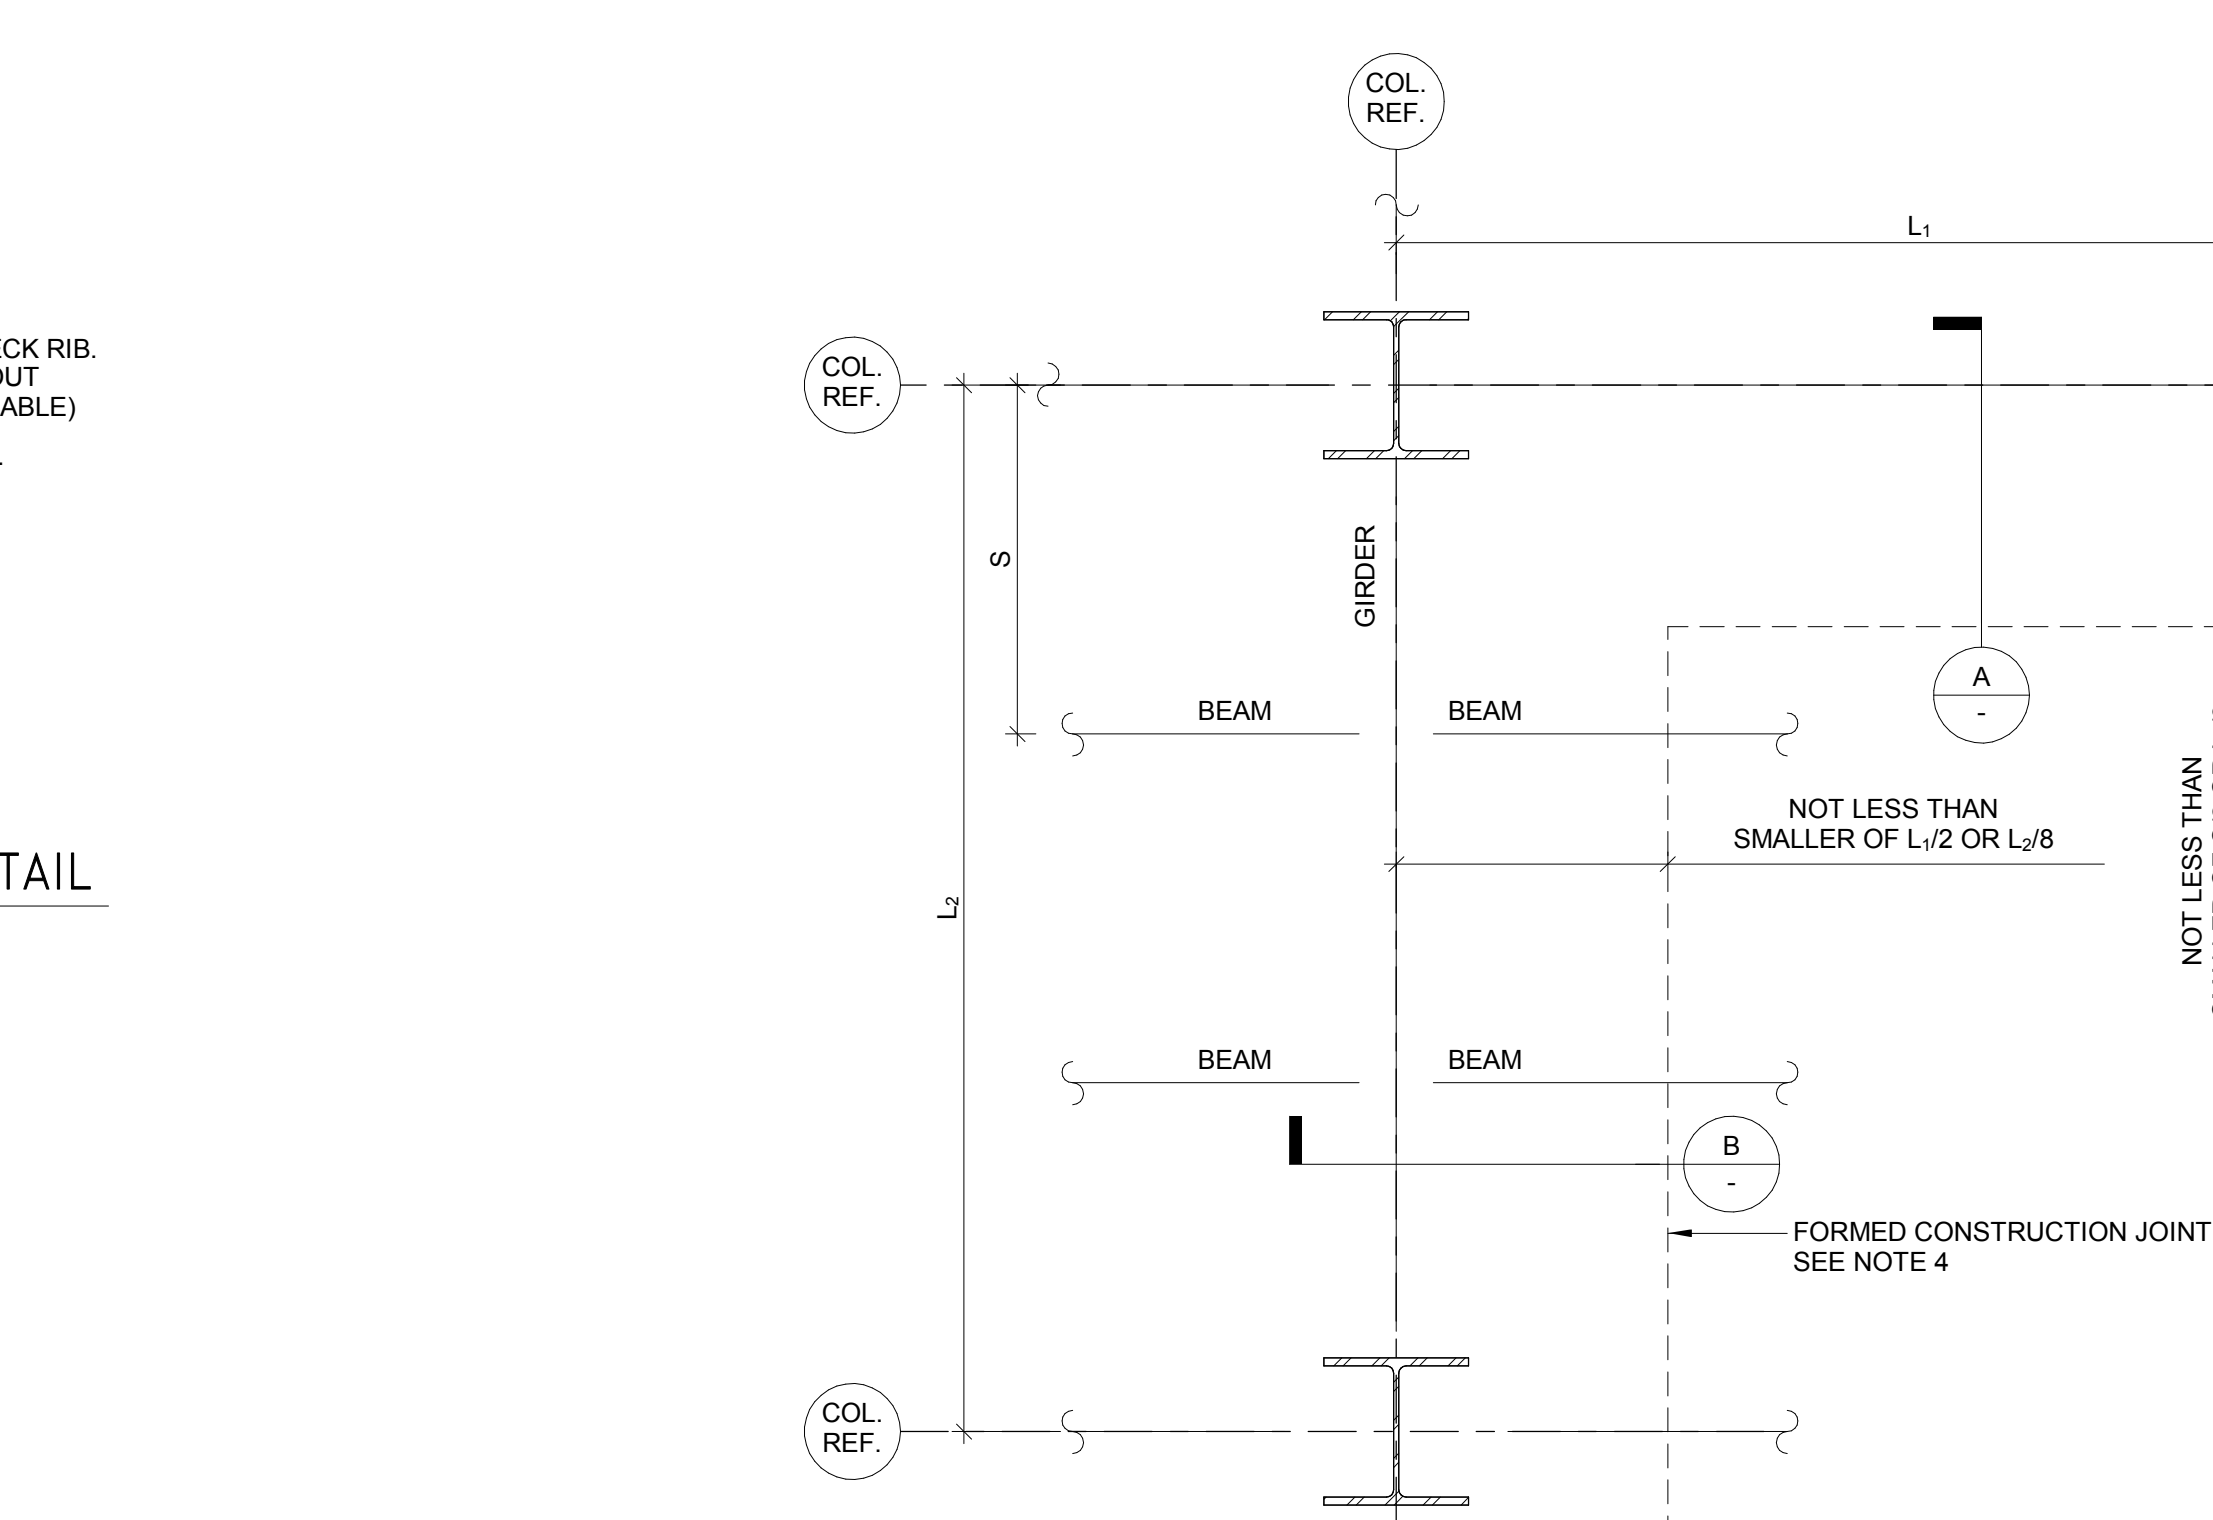 COL.
REF.
L₁
ECK RIB.
OUT
ABLE)
COL.
REF.
S
GIRDER
BEAM
BEAM
A
-
NOT LESS THAN
SMALLER OF L₁/2 OR L₂/8
NOT LESS THAN
TAIL
L₂
BEAM
BEAM
B
-
FORMED CONSTRUCTION JOINT
SEE NOTE 4
COL.
REF.